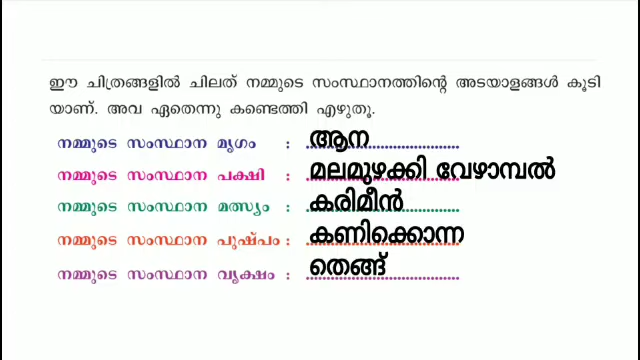 ഈ ചിത്രങ്ങളിൽ ചിലത് നമ്മുടെ സംസ്ഥാനത്തിന്റെ അടയാളങ്ങൾ കൂടി
യാണ്. അവ ഏതെന്നു കണ്ടെത്തി എഴുതൂ.
നമ്മുടെ സംസ്ഥാന മൃഗം : ആന
നമ്മുടെ സംസ്ഥാന പക്ഷി : മലമുഴക്കി വേഴാമ്പൽ
നമ്മുടെ സംസ്ഥാന മത്സ്യം : കരിമീൻ
നമ്മുടെ സംസ്ഥാന പുഷ്പം : കണിക്കൊന്ന
നമ്മുടെ സംസ്ഥാന വൃക്ഷം : തെങ്ങ്